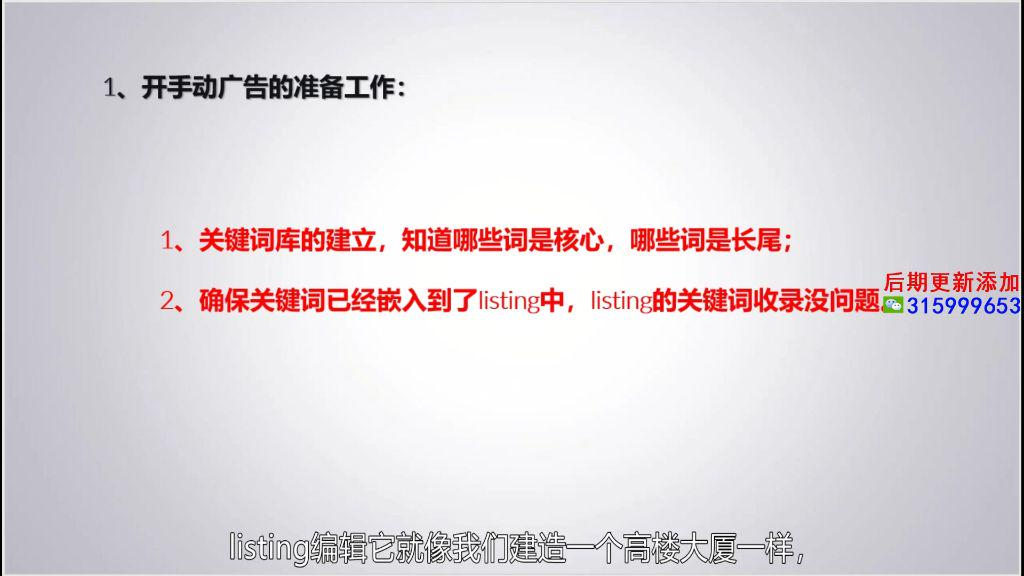 1、开手动广告的准备工作：
1、关键词库的建立，知道哪些词是核心，哪些词是长尾；
2、确保关键词已经嵌入到了listing中，listing的关键词收录没问题。
后期更新添加
315999653
listing编辑它就像我们建造一个高楼大厦一样，